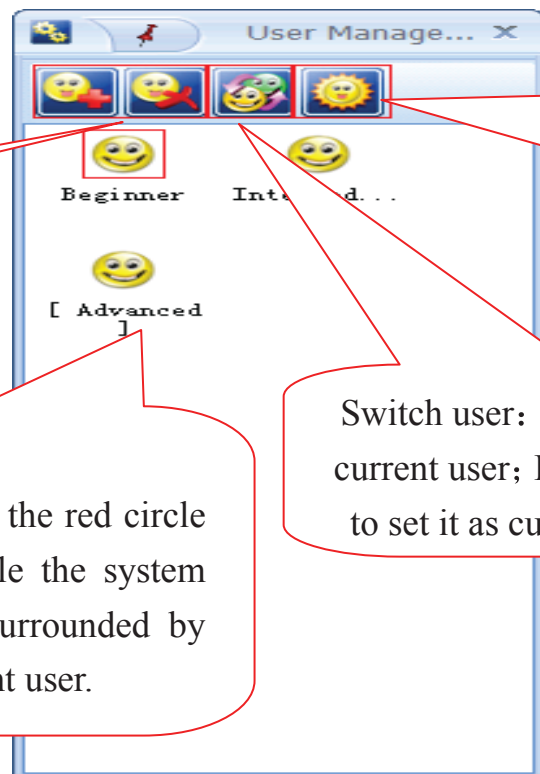 User Manage...
Beginner
Inte d...
[ Advanced
]
Switch user：
current user；
to set it as cu
the red circle
le the system
urrounded by
nt user.